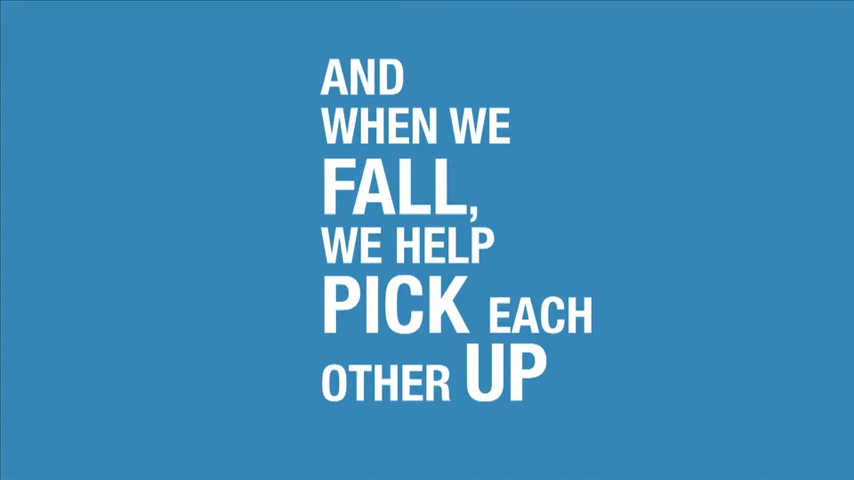 AND
WHEN WE
FALL,
WE HELP
PICK EACH
OTHER UP